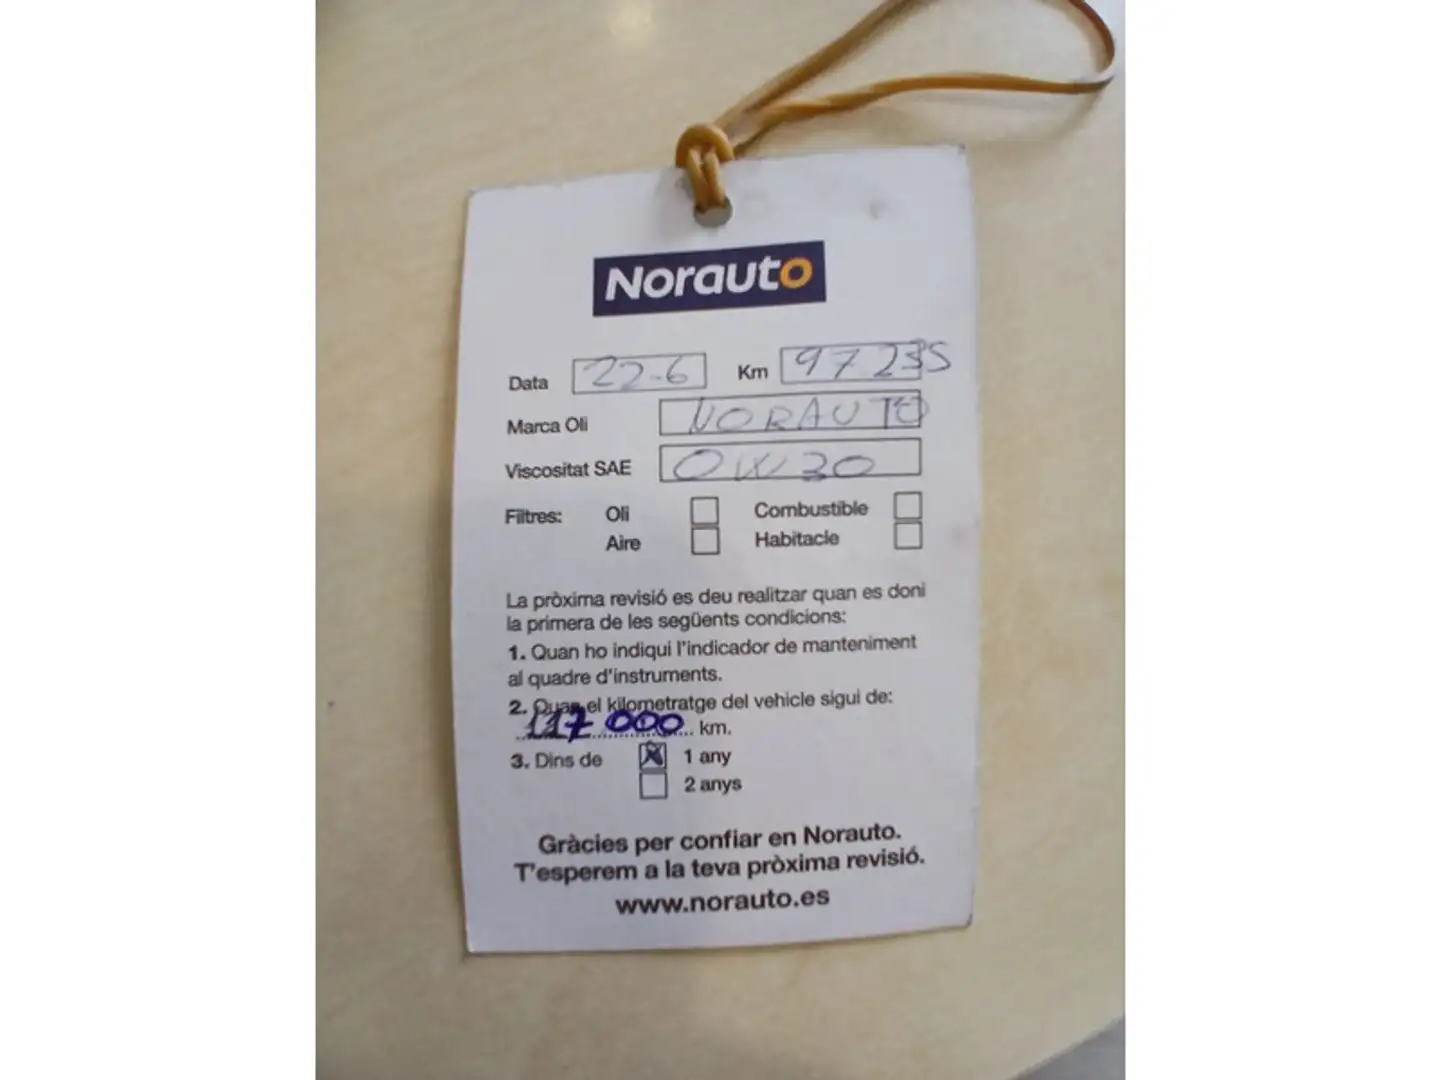 Norauto
Data 22-6 Km 97 235
Marca Oli NORAUTO
Viscositat SAE 0W30
Filtres: Oli Combustible
Aire Habitacle
La pròxima revisió es deu realitzar quan es doni
la primera de les següents condicions:
1. Quan ho indiqui l'indicador de manteniment
al quadre d'instruments.
2. Quan el kilometratge del vehicle sigui de:
117 000 km.
3. Dins de X 1 any
2 anys
Gràcies per confiar en Norauto.
T'esperem a la teva pròxima revisió.
www.norauto.es